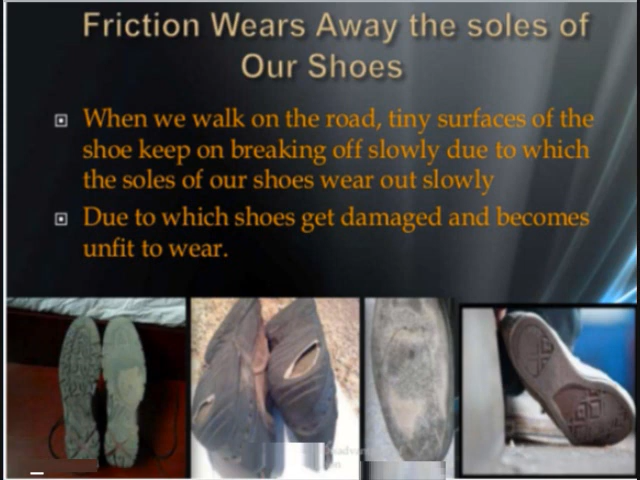 Friction Wears Away the soles of
Our Shoes
When we walk on the road, tiny surfaces of the
shoe keep on breaking off slowly due to which
the soles of our shoes wear out slowly
Due to which shoes get damaged and becomes
unfit to wear.